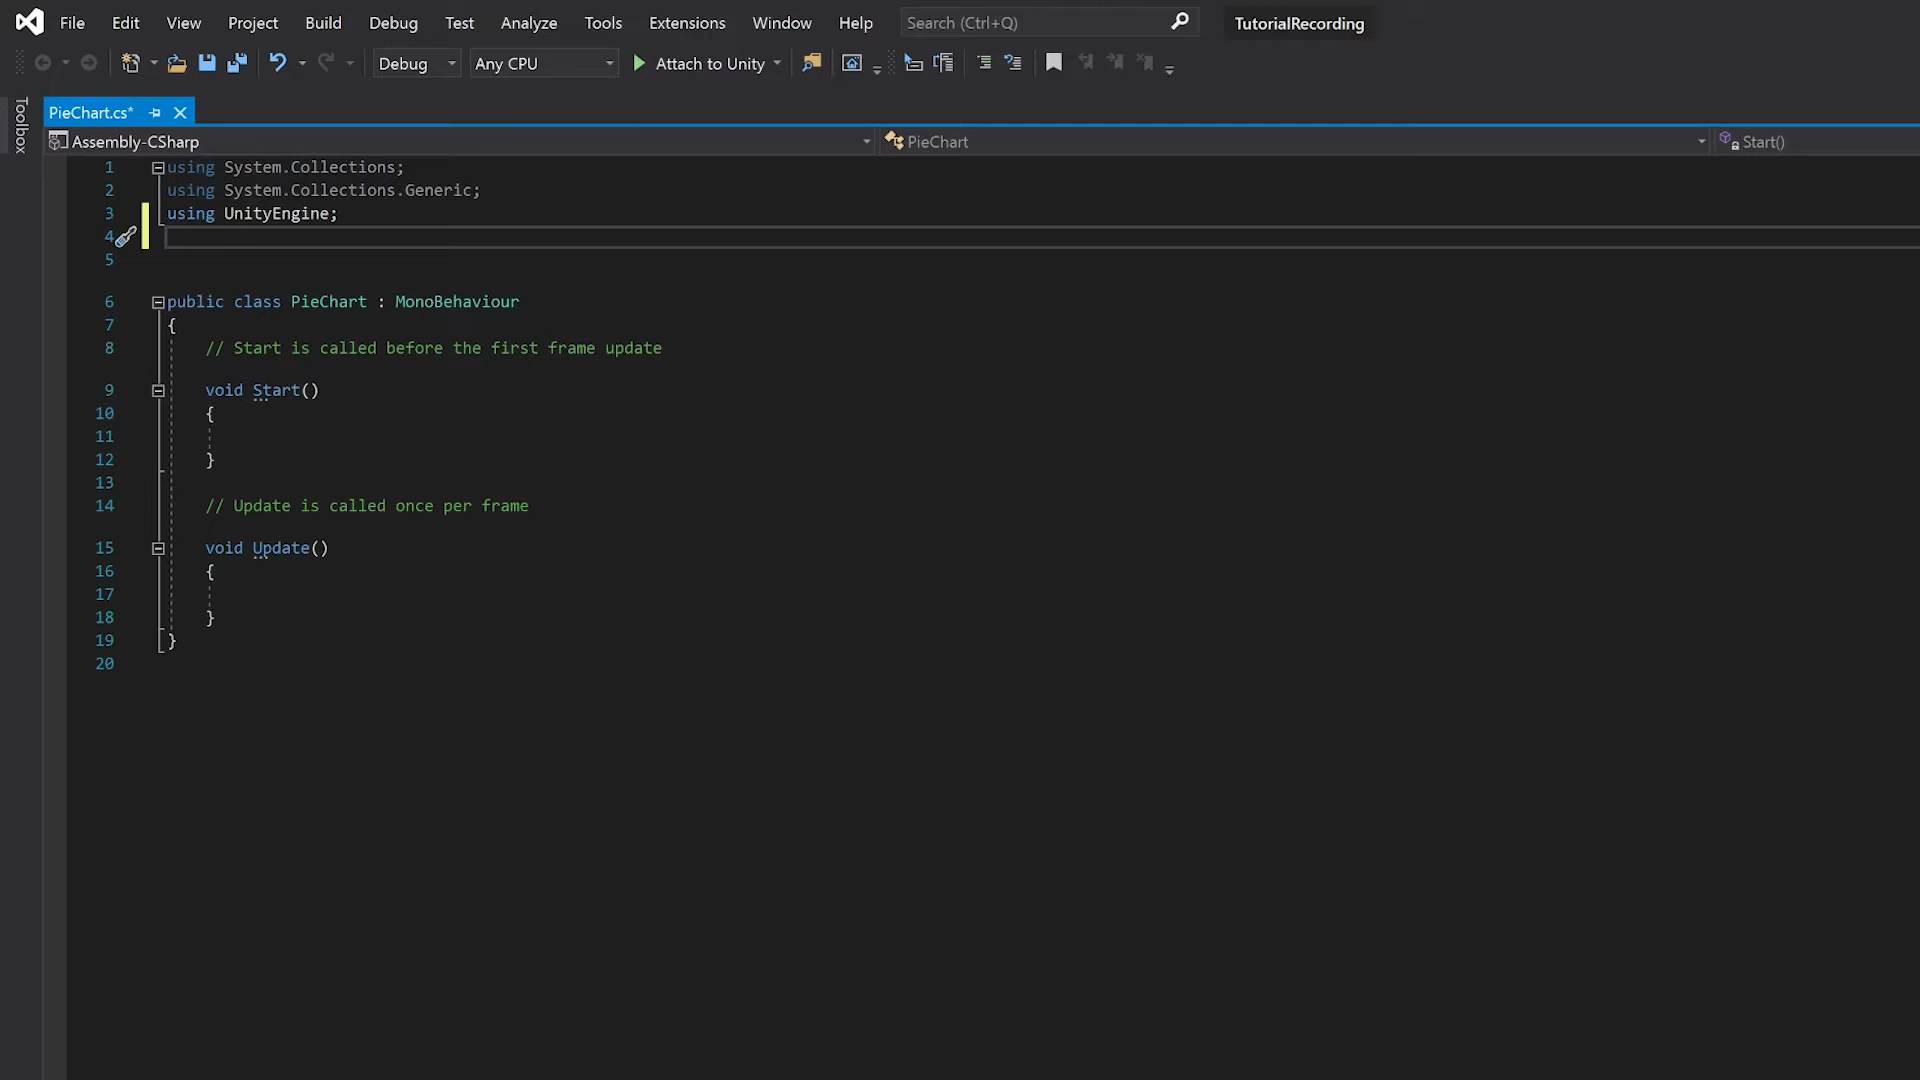 File Edit View Project Build Debug Test Analyze Tools Extensions Window Help Search (Ctrl+Q) TutorialRecording
Debug Any CPU Attach to Unity
Toolbox
PieChart.cs*
Assembly-CSharp PieChart Start()
1 using System.Collections;
2 using System.Collections.Generic;
3 using UnityEngine;
4
5
6 public class PieChart : MonoBehaviour
7 {
8 // Start is called before the first frame update
9 void Start()
10 {
11
12 }
13
14 // Update is called once per frame
15 void Update()
16 {
17
18 }
19 }
20